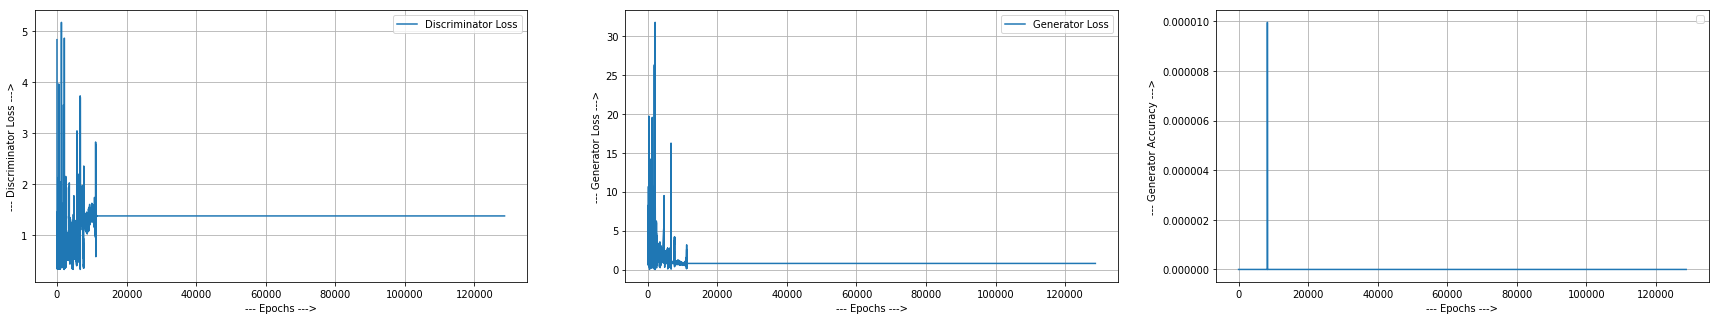 Discriminator Loss
5
4
3
2
1
--- Discriminator Loss --->
0 20000 40000 60000 80000 100000 120000
--- Epochs --->
Generator Loss
30
25
20
15
10
5
0
--- Generator Loss --->
0 20000 40000 60000 80000 100000 120000
--- Epochs --->
0.000010
0.000008
0.000006
0.000004
0.000002
0.000000
--- Generator Accuracy --->
0 20000 40000 60000 80000 100000 120000
--- Epochs --->